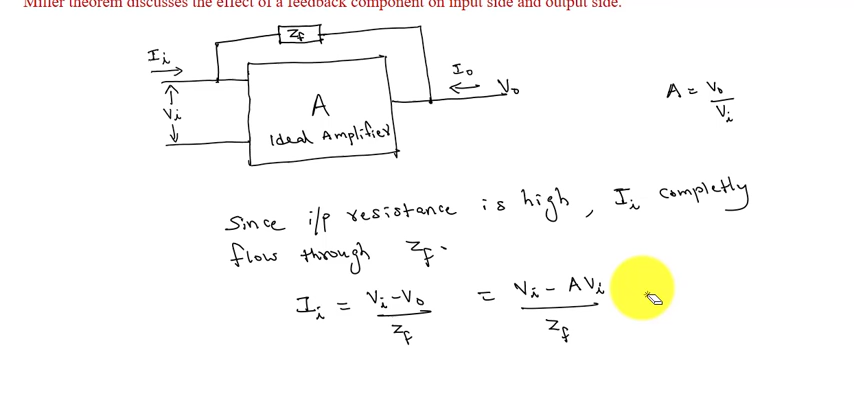 Miller theorem discusses the effect of a feedback component on input side and output side.
Zf
Ii
Io
Vo
Vi
A
Ideal Amplifier
A = Vo/Vi
Since i/p resistance is high, Ii completly
flow through Zf.
Ii = (Vi - Vo)/Zf = (Vi - AVi)/Zf